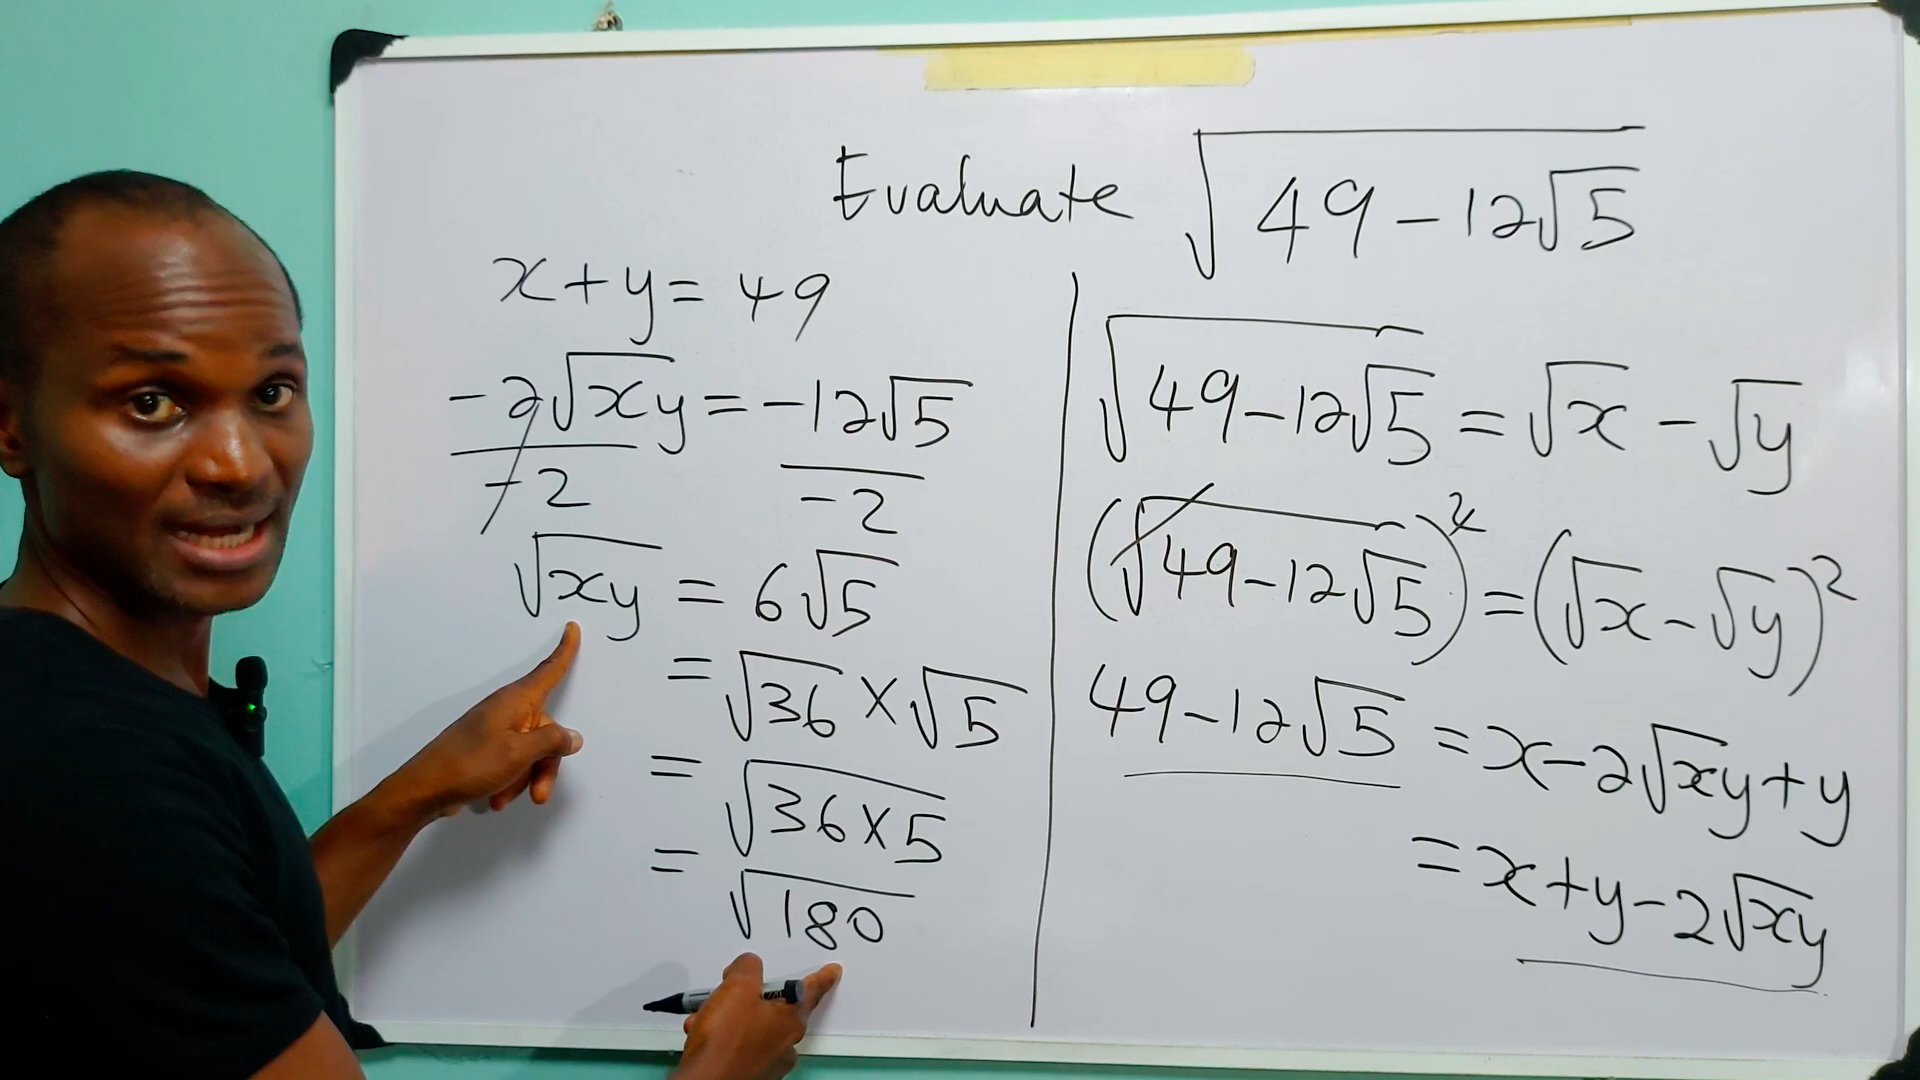 Evaluate √(49-12√5)
x+y=49
-2√xy=-12√5
-2 -2
√xy = 6√5
= √36 × √5
= √(36×5)
= √180
√(49-12√5) = √x - √y
(√(49-12√5))² = (√x - √y)²
49-12√5 = x-2√xy+y
= x+y-2√xy